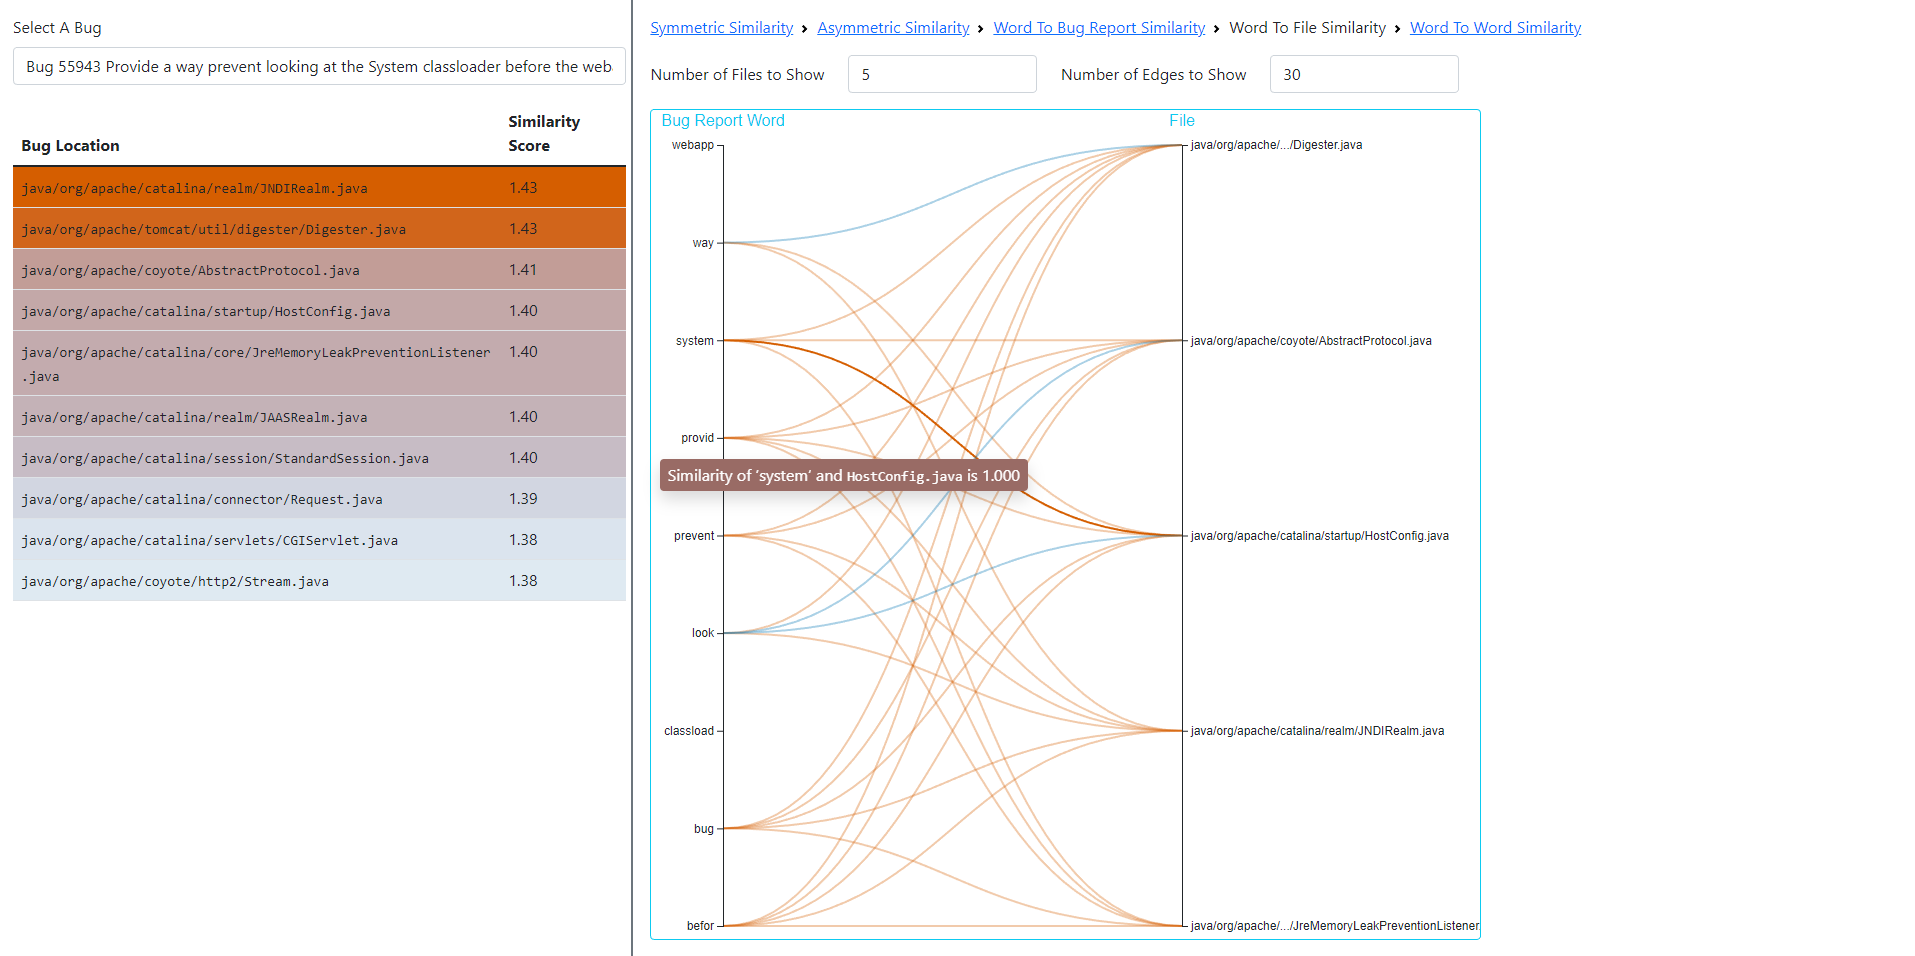 Select A Bug
Bug 55943 Provide a way prevent looking at the System classloader before the web
Bug Location
Similarity Score
java/org/apache/catalina/realm/JNDIRealm.java 1.43
java/org/apache/tomcat/util/digester/Digester.java 1.43
java/org/apache/coyote/AbstractProtocol.java 1.41
java/org/apache/catalina/startup/HostConfig.java 1.40
java/org/apache/catalina/core/JreMemoryLeakPreventionListener 1.40
.java
java/org/apache/catalina/realm/JAASRealm.java 1.40
java/org/apache/catalina/session/StandardSession.java 1.40
java/org/apache/catalina/connector/Request.java 1.39
java/org/apache/catalina/servlets/CGIServlet.java 1.38
java/org/apache/coyote/http2/Stream.java 1.38
Symmetric Similarity › Asymmetric Similarity › Word To Bug Report Similarity › Word To File Similarity › Word To Word Similarity
Number of Files to Show 5 Number of Edges to Show 30
Bug Report Word File
webapp
way
system
provid
prevent
look
classload
bug
befor
Similarity of 'system' and HostConfig.java is 1.000
java/org/apache/.../Digester.java
java/org/apache/coyote/AbstractProtocol.java
java/org/apache/catalina/startup/HostConfig.java
java/org/apache/catalina/realm/JNDIRealm.java
java/org/apache/.../JreMemoryLeakPreventionListener